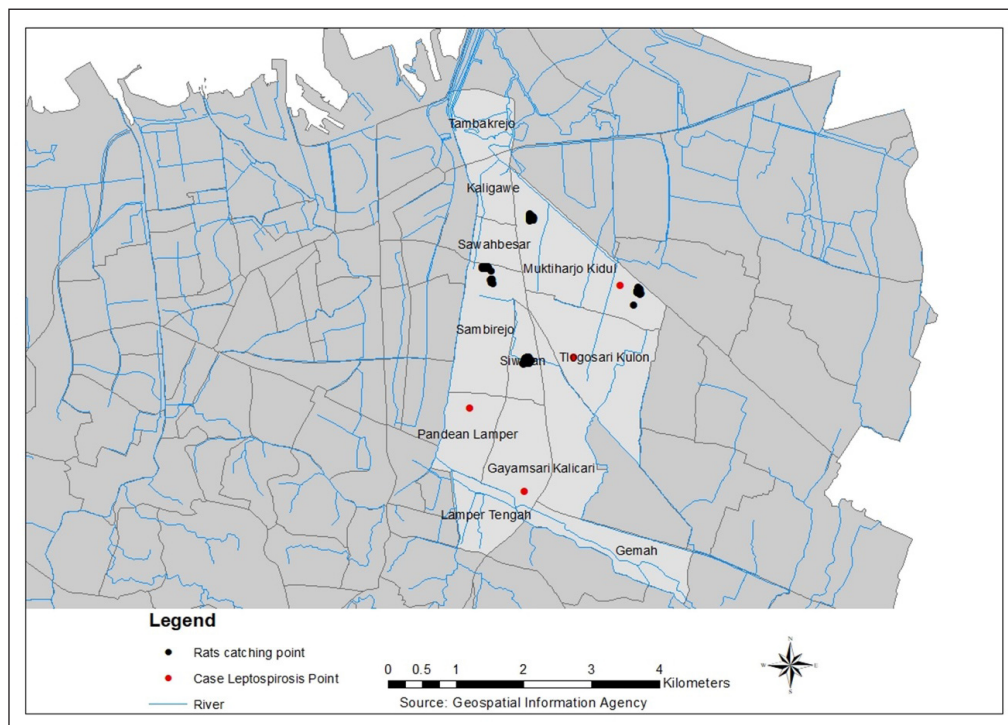 Tambakrejo
Kaligawe
Sawahbesar
Muktiharjo Kidul
Sambirejo
Tlogosari Kulon
Pandean Lamper
Gayamsari Kalicari
Lamper Tengah
Gemah
Legend
Rats catching point
Case Leptospirosis Point
River
0 0.5 1 2 3 4
Kilometers
Source: Geospatial Information Agency
N
W E
S